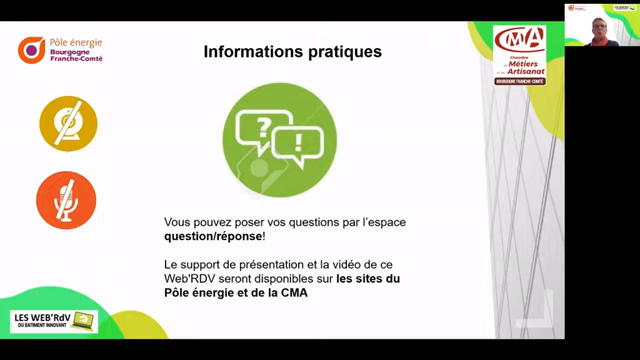 Pôle énergie
Bourgogne
Franche-Comté
Informations pratiques
CMA
Chambre
de Métiers
et de l'Artisanat
BOURGOGNE FRANCHE-COMTÉ
?
!
Vous pouvez poser vos questions par l'espace
question/réponse!
Le support de présentation et la vidéo de ce
Web'RDV seront disponibles sur les sites du
Pôle énergie et de la CMA
LES WEB'RdV
DU BATIMENT INNOVANT